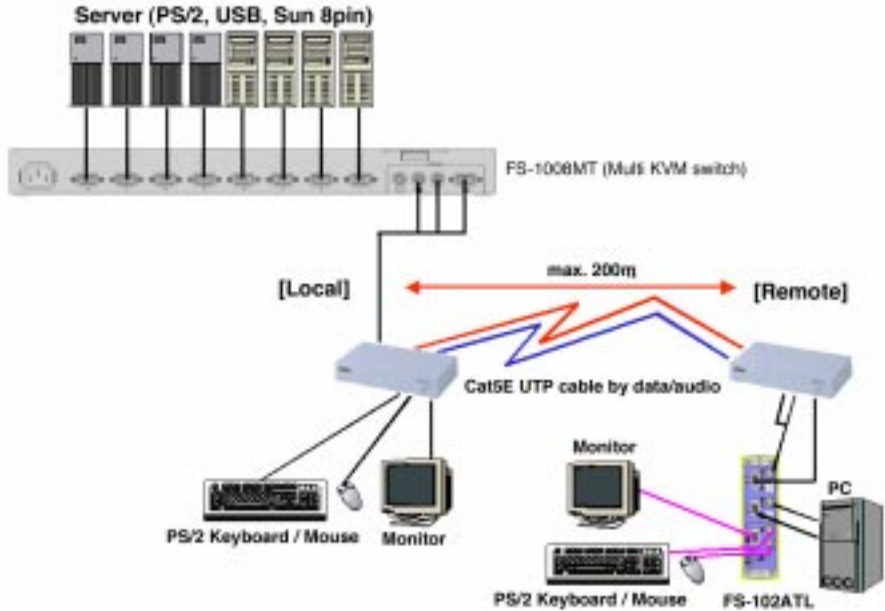 Server (PS/2, USB, Sun 8pin)
FS-1008MT (Multi KVM switch)
[Local]
max. 200m
[Remote]
Cat5E UTP cable by data/audio
Monitor
PC
PS/2 Keyboard / Mouse
Monitor
PS/2 Keyboard / Mouse
FS-102ATL